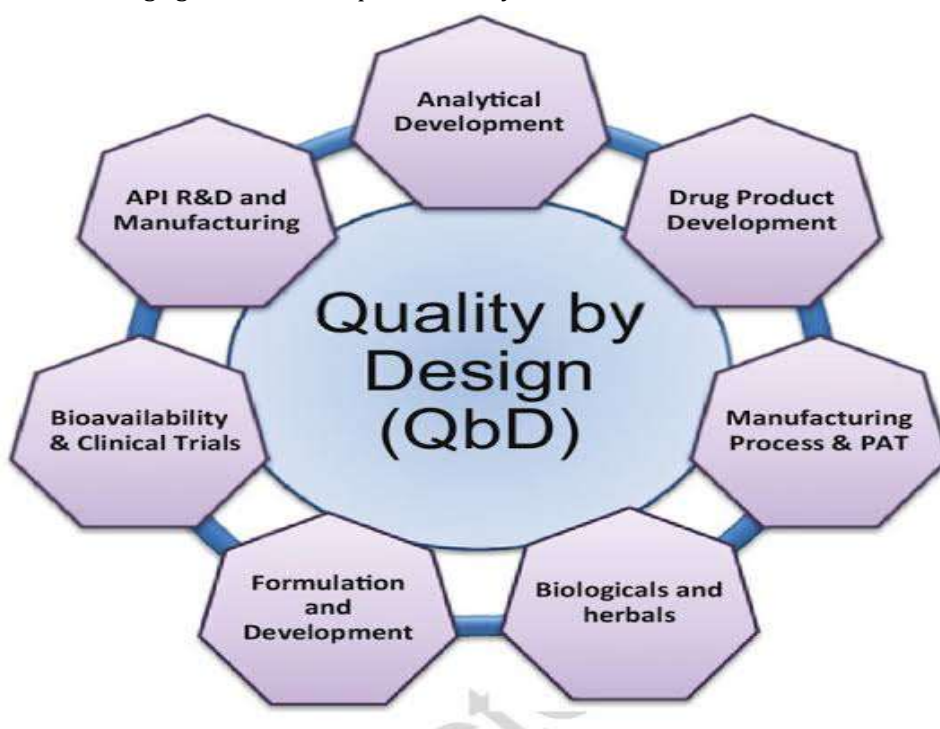 Analytical
Development
Drug Product
Development
Manufacturing
Process & PAT
Biologicals and
herbals
Formulation
and
Development
Bioavailability
& Clinical Trials
API R&D and
Manufacturing
Quality by
Design
(QbD)